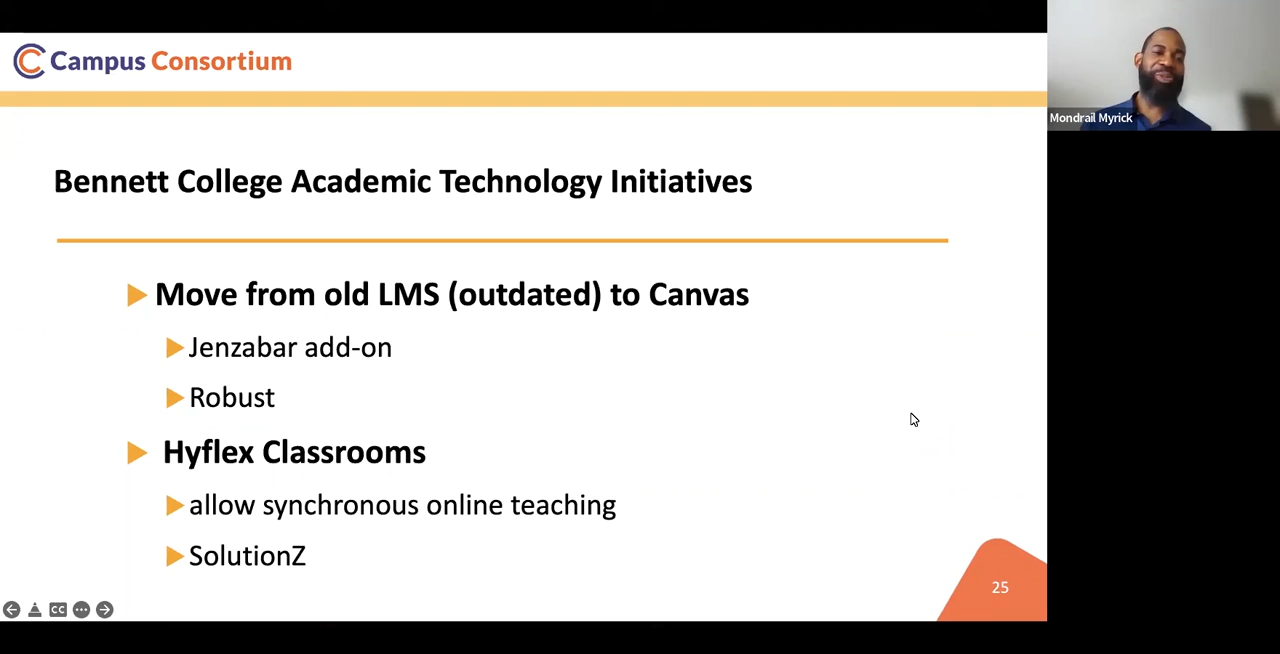 Campus Consortium
Mondrail Myrick
Bennett College Academic Technology Initiatives
Move from old LMS (outdated) to Canvas
Jenzabar add-on
Robust
Hyflex Classrooms
allow synchronous online teaching
SolutionZ
25
CC